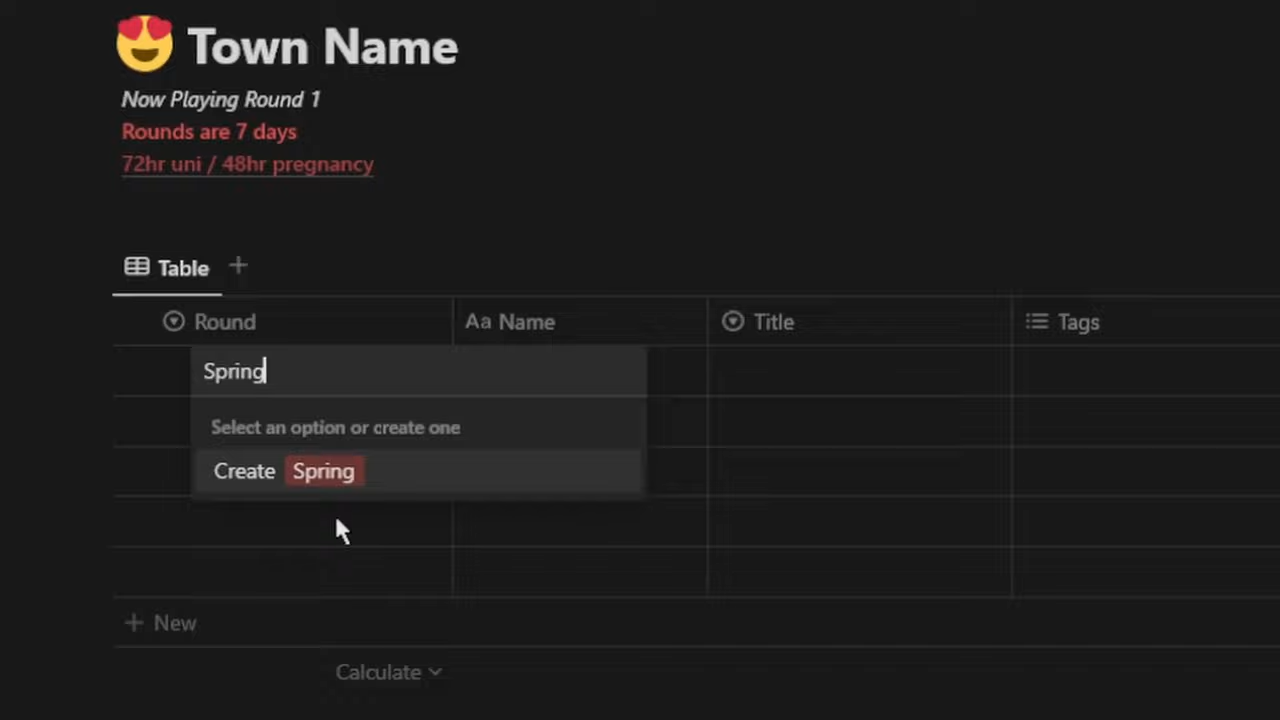 Town Name
Now Playing Round 1
Rounds are 7 days
72hr uni / 48hr pregnancy
Table
Round Aa Name Title Tags
Spring
Select an option or create one
Create Spring
New
Calculate